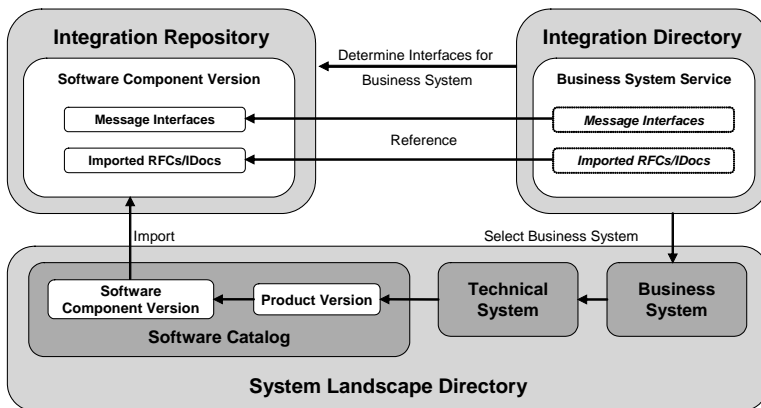 Integration Repository
Software Component Version
Message Interfaces
Imported RFCs/IDocs
Determine Interfaces for
Business System
Reference
Integration Directory
Business System Service
Message Interfaces
Imported RFCs/IDocs
Import
Select Business System
Software
Component Version
Product Version
Software Catalog
Technical
System
Business
System
System Landscape Directory